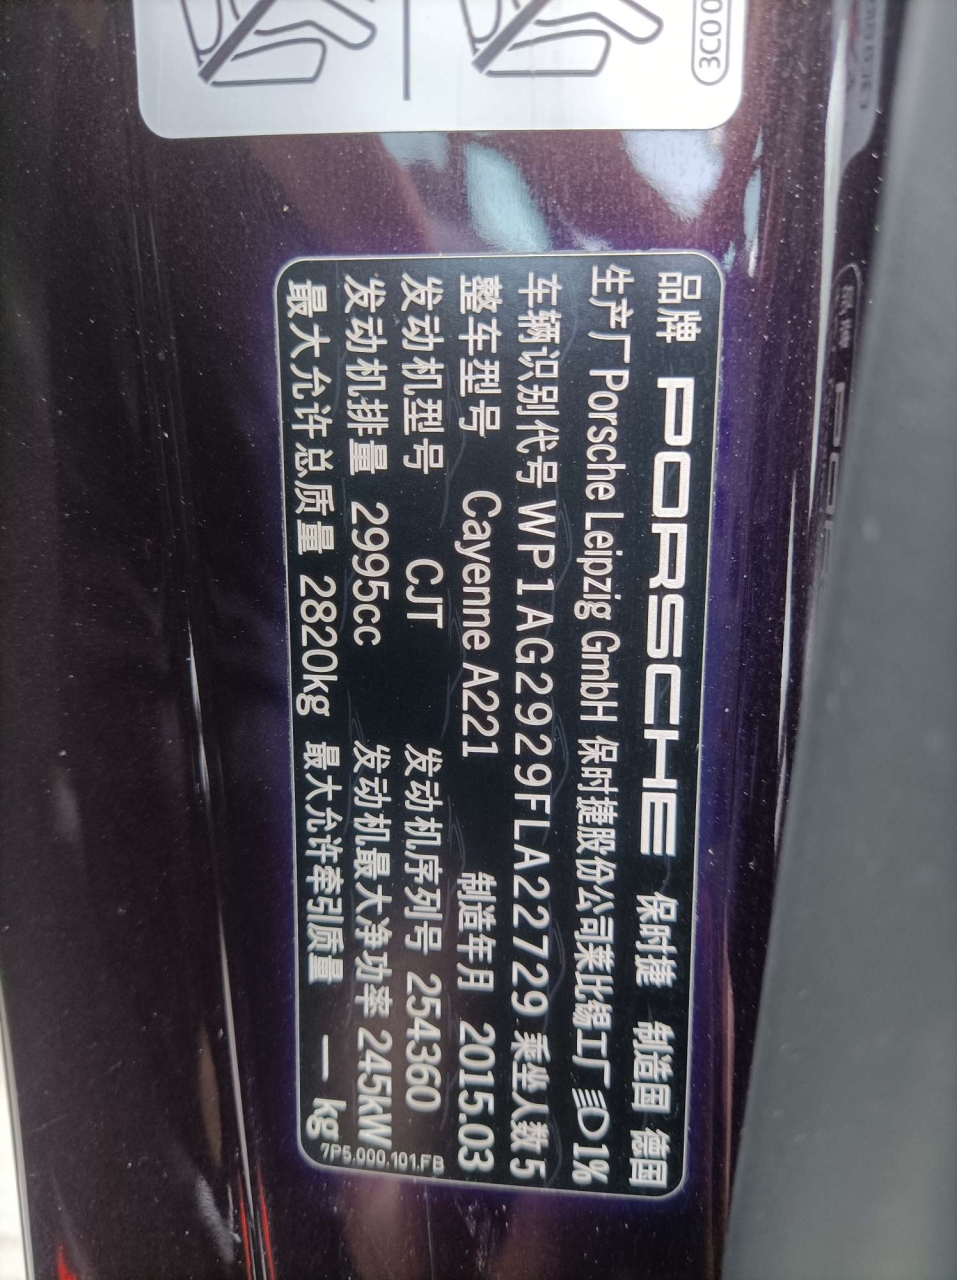 3C00
品牌 PORSCHE 保时捷 制造国 德国
生产厂 Porsche Leipzig GmbH 保时捷股份公司莱比锡工厂 1%
车辆识别代号 WP1AG2929FLA22729 乘坐人数 5
整车型号 Cayenne A221 制造年月 2015.03
发动机型号 CJT 发动机序列号 254360
发动机排量 2995cc 发动机最大净功率 245kW
最大允许总质量 2820kg 最大允许牵引质量 — kg
7P5.000.101.FB